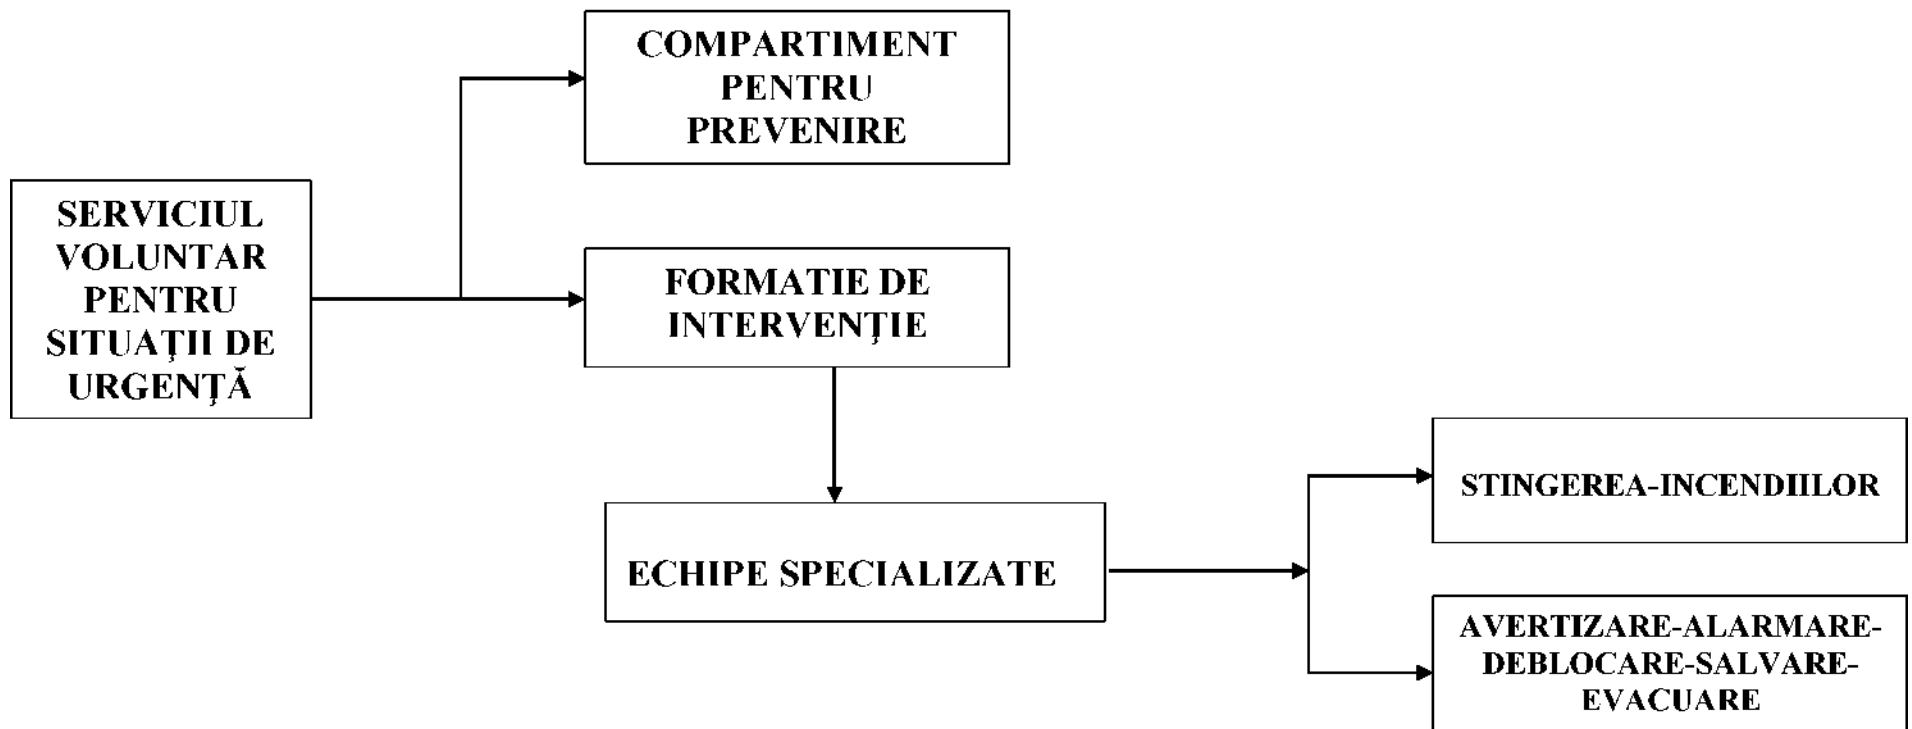 COMPARTIMENT
PENTRU
PREVENIRE
SERVICIUL
VOLUNTAR
PENTRU
SITUAŢII DE
URGENŢĂ
FORMATIE DE
INTERVENŢIE
ECHIPE SPECIALIZATE
STINGEREA-INCENDIILOR
AVERTIZARE-ALARMARE-
DEBLOCARE-SALVARE-
EVACUARE